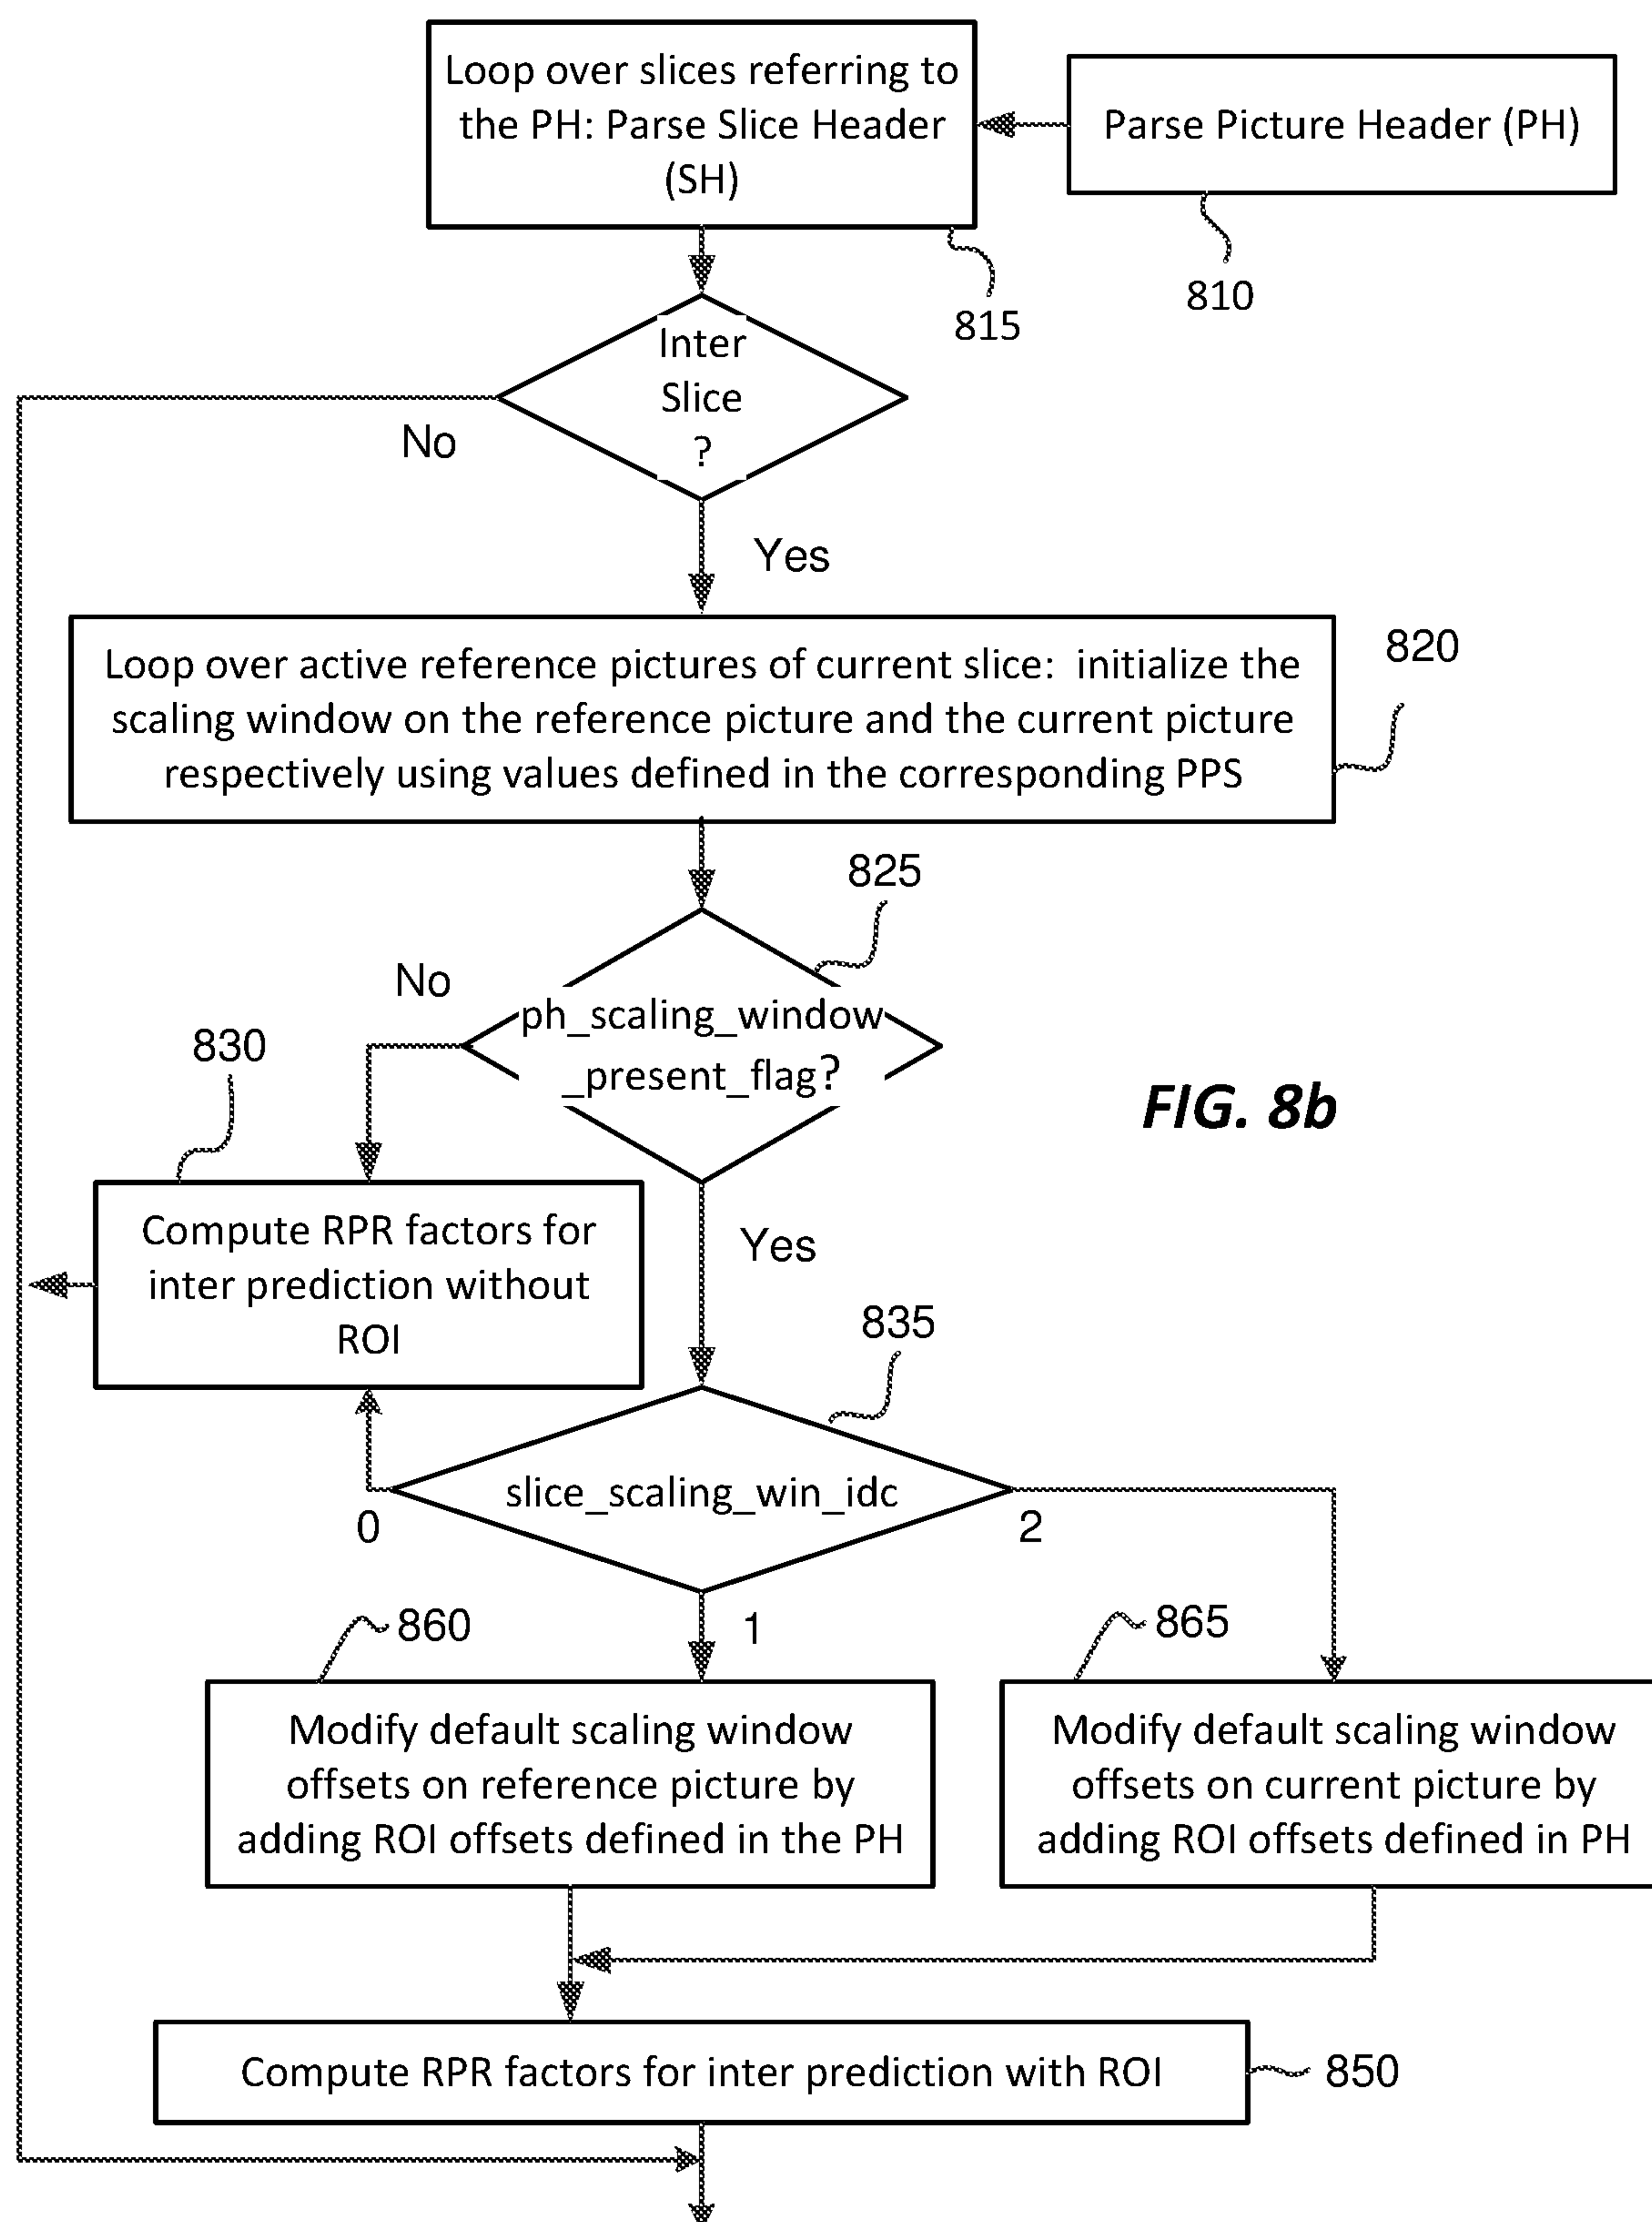 Loop over slices referring to
the PH: Parse Slice Header
(SH)
Parse Picture Header (PH)
810
815
Inter
Slice
?
No
Yes
Loop over active reference pictures of current slice: initialize the
scaling window on the reference picture and the current picture
respectively using values defined in the corresponding PPS
820
825
No
ph_scaling_window
_present_flag?
830
FIG. 8b
Compute RPR factors for
inter prediction without
ROI
Yes
835
slice_scaling_win_idc
0
2
1
860
865
Modify default scaling window
offsets on reference picture by
adding ROI offsets defined in the PH
Modify default scaling window
offsets on current picture by
adding ROI offsets defined in PH
Compute RPR factors for inter prediction with ROI
850